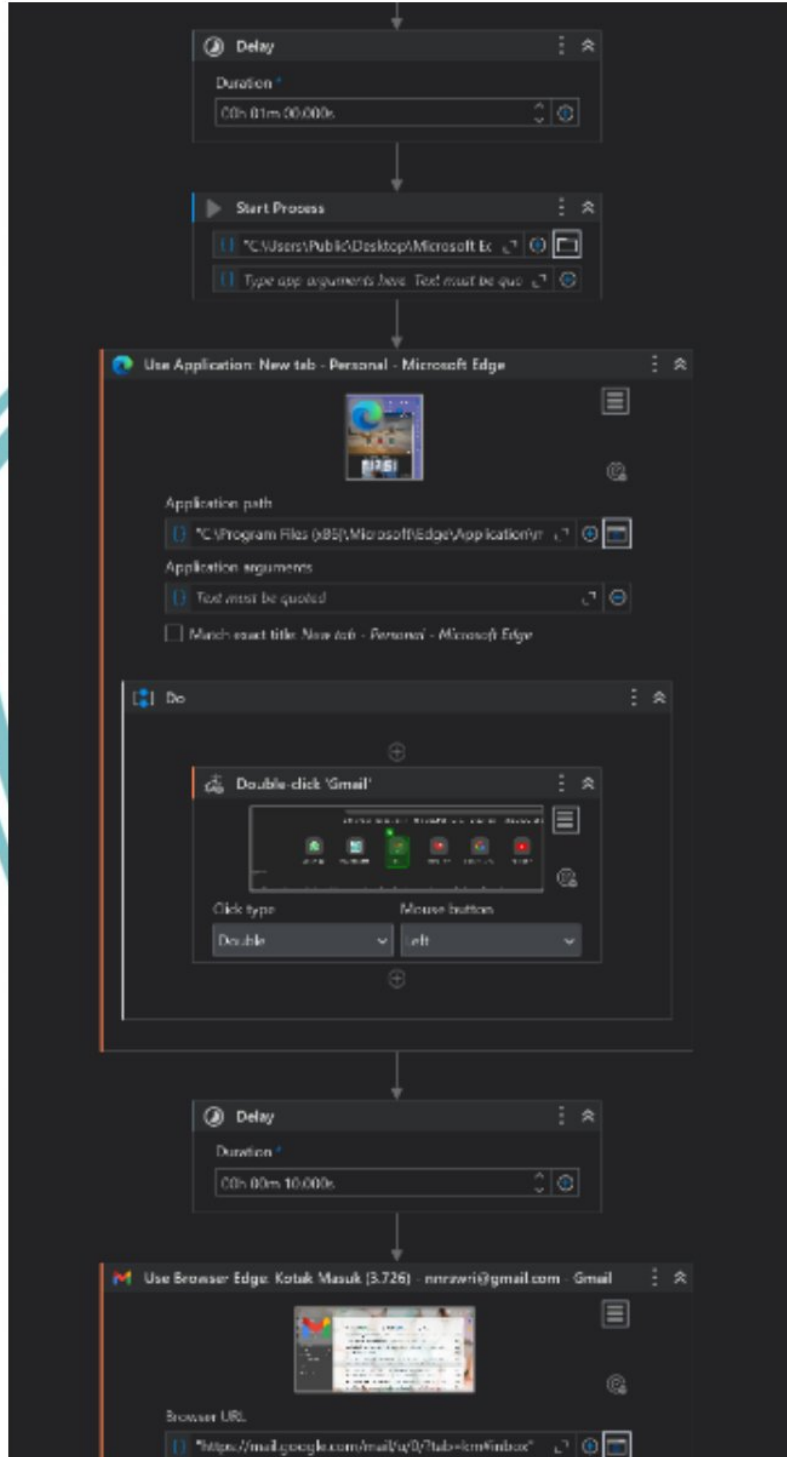 Delay
Duration *
00h 01m 00.000s
Start Process
"C:\Users\Public\Desktop\Microsoft Ec
Type app arguments here. Text must be quo
Use Application: New tab - Personal - Microsoft Edge
Application path
"C:\Program Files (x86)\Microsoft\Edge\Application\m
Application arguments
Text must be quoted
Match exact title: New tab - Personal - Microsoft Edge
Do
Double-click 'Gmail'
Click type Mouse button
Double Left
Delay
Duration *
00h 00m 10.000s
Use Browser Edge: Kotak Masuk (3.726) - nnrswri@gmail.com - Gmail
Browser URL
"https://mail.google.com/mail/u/0/?tab=km#inbox"